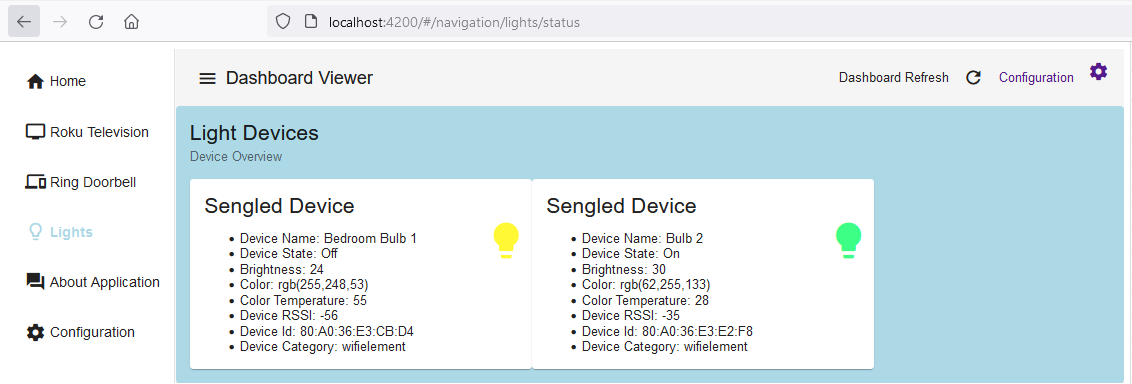 localhost:4200/#/navigation/lights/status
Home
Roku Television
Ring Doorbell
Lights
About Application
Configuration
Dashboard Viewer
Dashboard Refresh
Configuration
Light Devices
Device Overview
Sengled Device
• Device Name: Bedroom Bulb 1
• Device State: Off
• Brightness: 24
• Color: rgb(255,248,53)
• Color Temperature: 55
• Device RSSI: -56
• Device Id: 80:A0:36:E3:CB:D4
• Device Category: wifielement
Sengled Device
• Device Name: Bulb 2
• Device State: On
• Brightness: 30
• Color: rgb(62,255,133)
• Color Temperature: 28
• Device RSSI: -35
• Device Id: 80:A0:36:E3:E2:F8
• Device Category: wifielement